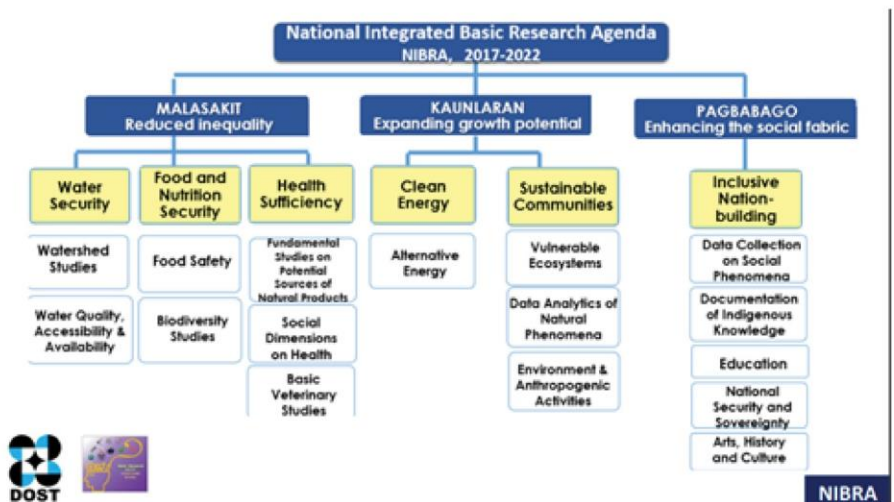 National Integrated Basic Research Agenda
NIBRA, 2017-2022
MALASAKIT
Reduced inequality
KAUNLARAN
Expanding growth potential
PAGBABAGO
Enhancing the social fabric
Water
Security
Food and
Nutrition
Security
Health
Sufficiency
Clean
Energy
Sustainable
Communities
Inclusive
Nation-
building
Watershed
Studies
Water Quality,
Accessibility &
Availability
Food Safety
Biodiversity
Studies
Fundamental
Studies on
Potential
Sources of
Natural Products
Social
Dimensions
on Health
Basic
Veterinary
Studies
Alternative
Energy
Vulnerable
Ecosystems
Data Analytics of
Natural
Phenomena
Environment &
Anthropogenic
Activities
Data Collection
on Social
Phenomena
Documentation
of Indigenous
Knowledge
Education
National
Security and
Sovereignty
Arts, History
and Culture
DOST
NIBRA